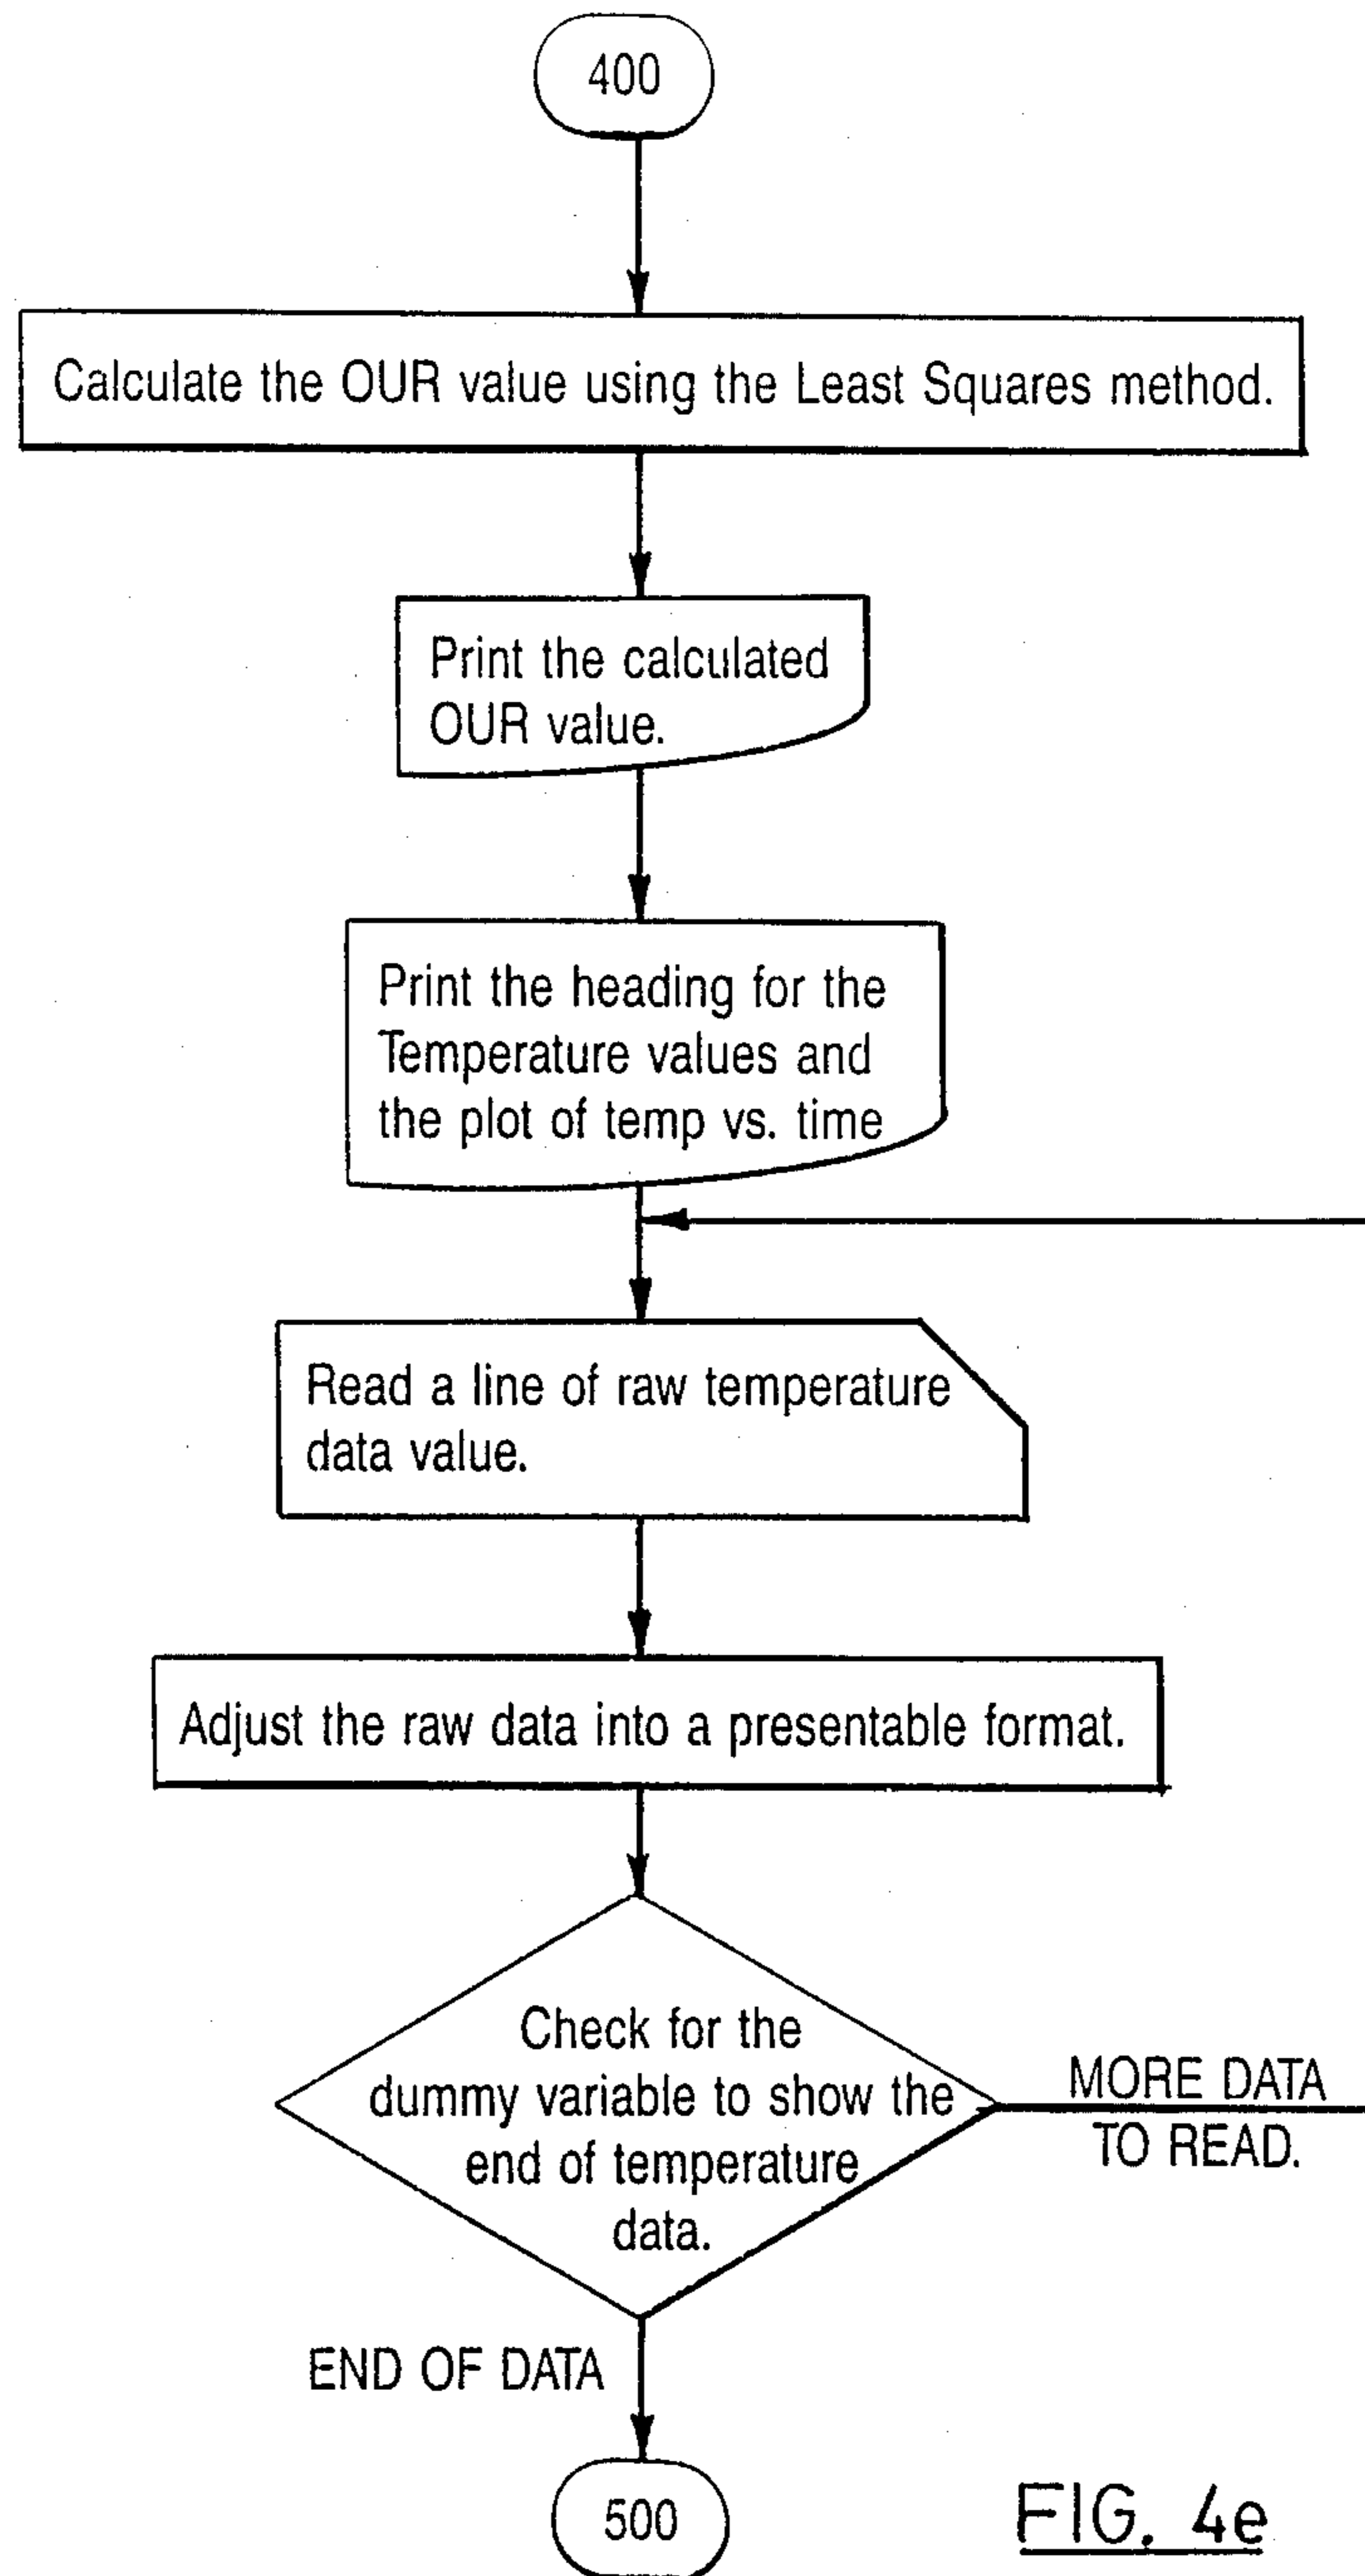 400
Calculate the OUR value using the Least Squares method.
Print the calculated
OUR value.
Print the heading for the
Temperature values and
the plot of temp vs. time
Read a line of raw temperature
data value.
Adjust the raw data into a presentable format.
Check for the
dummy variable to show the
end of temperature
data.
MORE DATA
TO READ.
END OF DATA
500
FIG. 4e